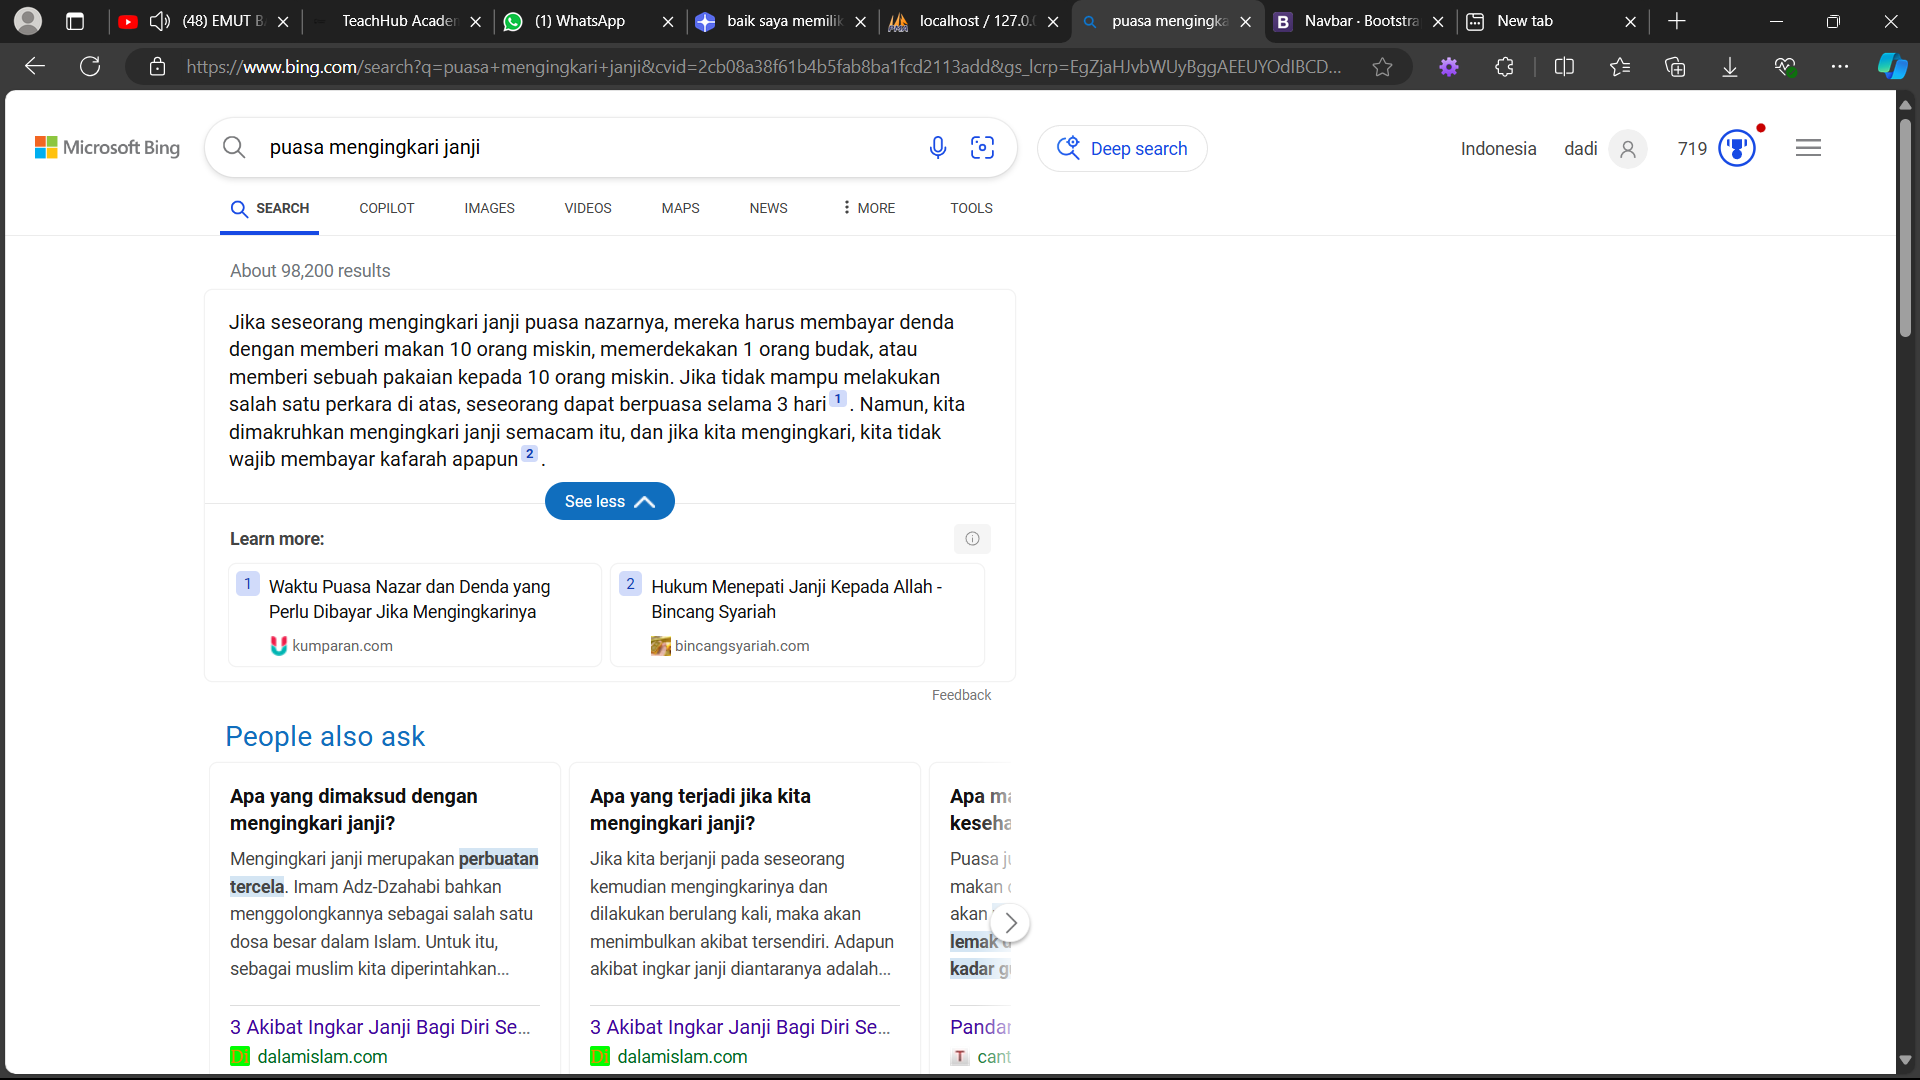 (48) EMUT B
TeachHub Acader
(1) WhatsApp
baik saya memilik
localhost / 127.0.
puasa mengingka
Navbar · Bootstra
New tab
https://www.bing.com/search?q=puasa+mengingkari+janji&cvid=2cb08a38f61b4b5fab8ba1fcd2113add&gs_lcrp=EgZjaHJvbWUyBggAEEUYOdIBCD...
Microsoft Bing
puasa mengingkari janji
Deep search
Indonesia
dadi
719
SEARCH
COPILOT
IMAGES
VIDEOS
MAPS
NEWS
MORE
TOOLS
About 98,200 results
Jika seseorang mengingkari janji puasa nazarnya, mereka harus membayar denda
dengan memberi makan 10 orang miskin, memerdekakan 1 orang budak, atau
memberi sebuah pakaian kepada 10 orang miskin. Jika tidak mampu melakukan
salah satu perkara di atas, seseorang dapat berpuasa selama 3 hari 1 . Namun, kita
dimakruhkan mengingkari janji semacam itu, dan jika kita mengingkari, kita tidak
wajib membayar kafarah apapun 2 .
See less
Learn more:
1 Waktu Puasa Nazar dan Denda yang
Perlu Dibayar Jika Mengingkarinya
kumparan.com
2 Hukum Menepati Janji Kepada Allah -
Bincang Syariah
bincangsyariah.com
Feedback
People also ask
Apa yang dimaksud dengan
mengingkari janji?
Mengingkari janji merupakan perbuatan
tercela. Imam Adz-Dzahabi bahkan
menggolongkannya sebagai salah satu
dosa besar dalam Islam. Untuk itu,
sebagai muslim kita diperintahkan...
3 Akibat Ingkar Janji Bagi Diri Se...
dalamislam.com
Apa yang terjadi jika kita
mengingkari janji?
Jika kita berjanji pada seseorang
kemudian mengingkarinya dan
dilakukan berulang kali, maka akan
menimbulkan akibat tersendiri. Adapun
akibat ingkar janji diantaranya adalah...
3 Akibat Ingkar Janji Bagi Diri Se...
dalamislam.com
Apa ma
keseha
Puasa ju
makan
akan
lemak
kadar g
Pandar
cant